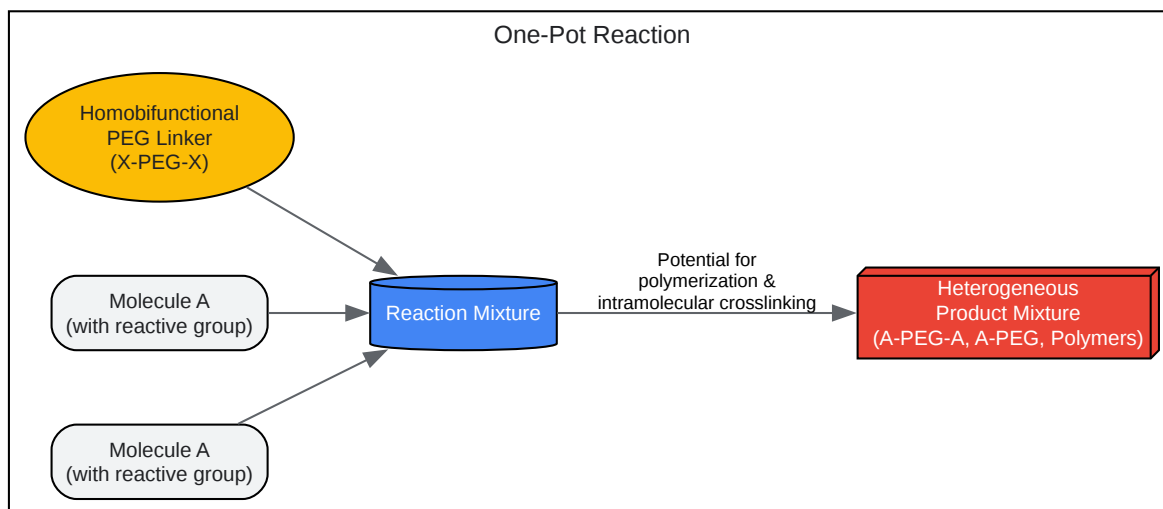 One-Pot Reaction
Homobifunctional
PEG Linker
(X-PEG-X)
Molecule A
(with reactive group)
Reaction Mixture
Potential for
polymerization &
intramolecular crosslinking
Heterogeneous
Product Mixture
(A-PEG-A, A-PEG, Polymers)
Molecule A
(with reactive group)